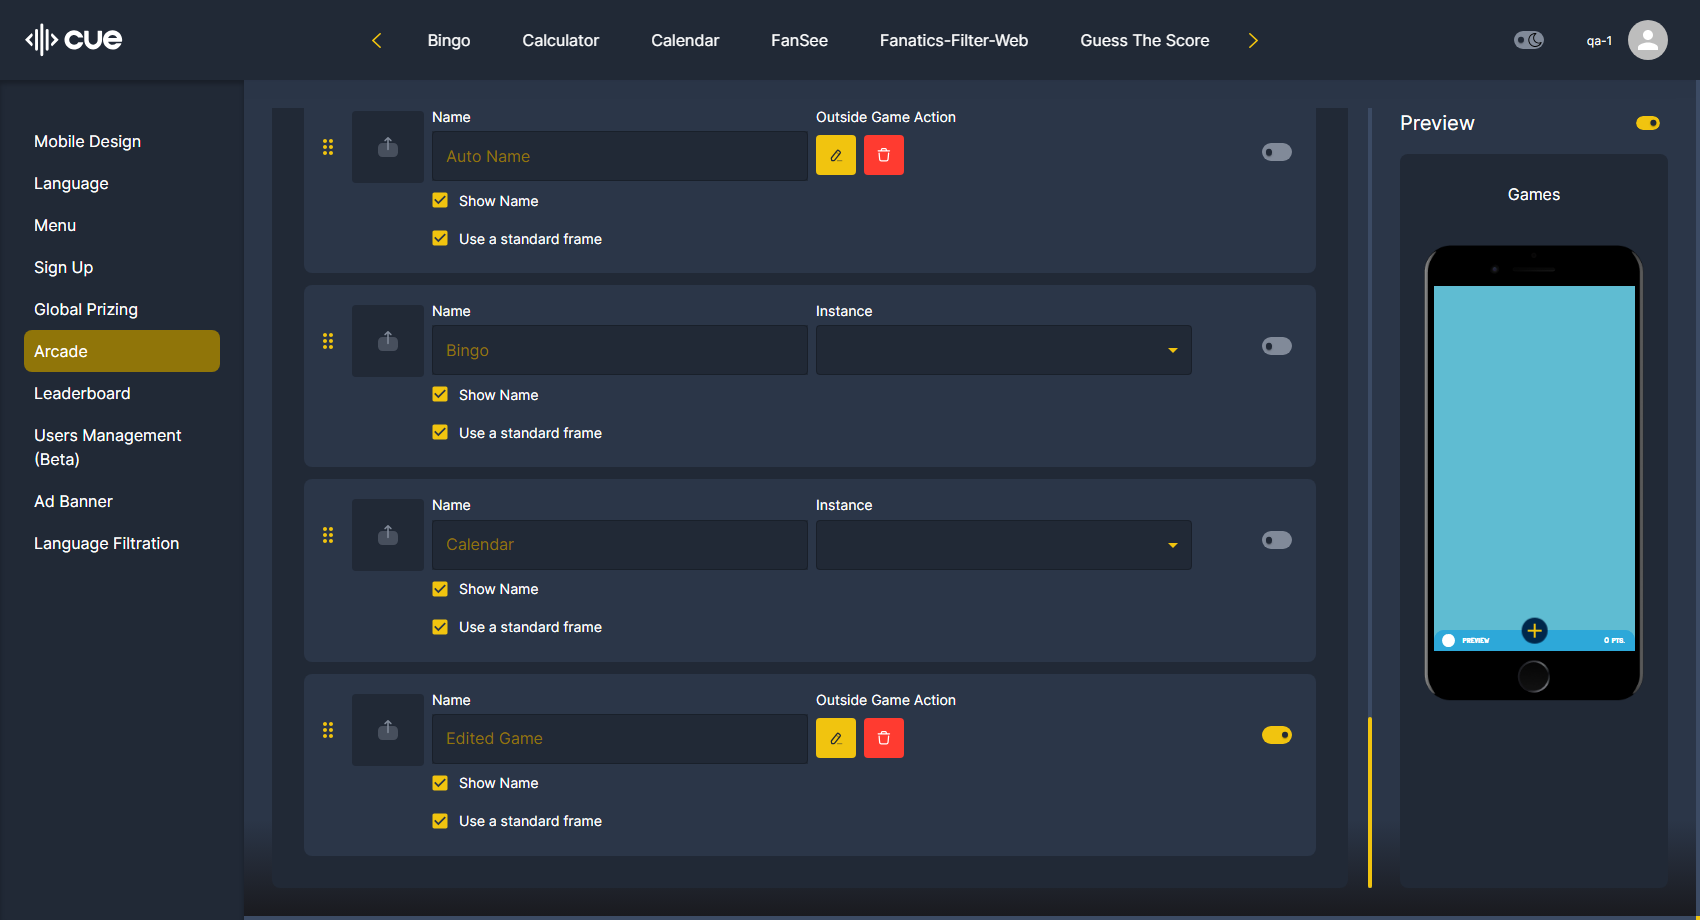 cue
Bingo
Calculator
Calendar
FanSee
Fanatics-Filter-Web
Guess The Score
qa-1
Mobile Design
Language
Menu
Sign Up
Global Prizing
Arcade
Leaderboard
Users Management
(Beta)
Ad Banner
Language Filtration
Name
Outside Game Action
Auto Name
Show Name
Use a standard frame
Name
Instance
Bingo
Show Name
Use a standard frame
Name
Instance
Calendar
Show Name
Use a standard frame
Name
Outside Game Action
Edited Game
Show Name
Use a standard frame
Preview
Games
PREVIEW
0 PTS.